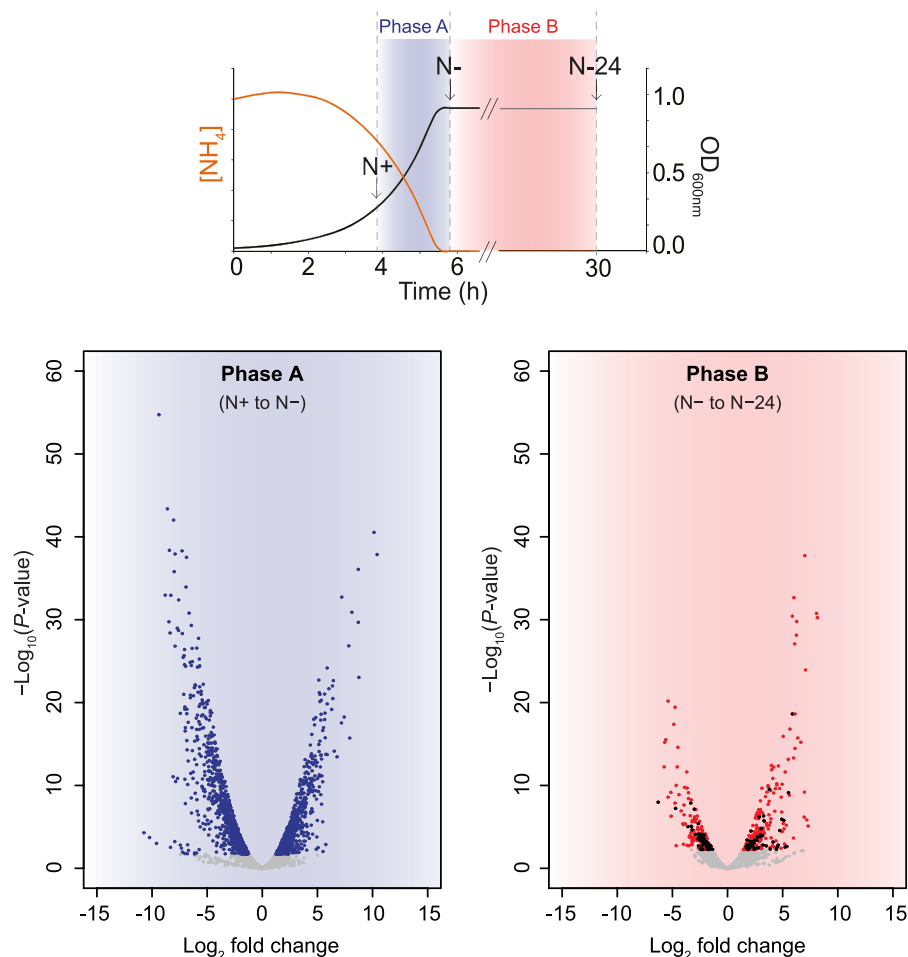 Phase A Phase B
N- N-24
1.0
[NH4] N+ 0.5 OD600nm
0.0
0 2 4 6 30
Time (h)
60 Phase A 60 Phase B
(N+ to N−) (N− to N−24)
50 50
40 40
−Log10(P-value) 30 −Log10(P-value) 30
20 20
10 10
0 0
-15 -10 -5 0 5 10 15 -15 -10 -5 0 5 10 15
Log2 fold change Log2 fold change